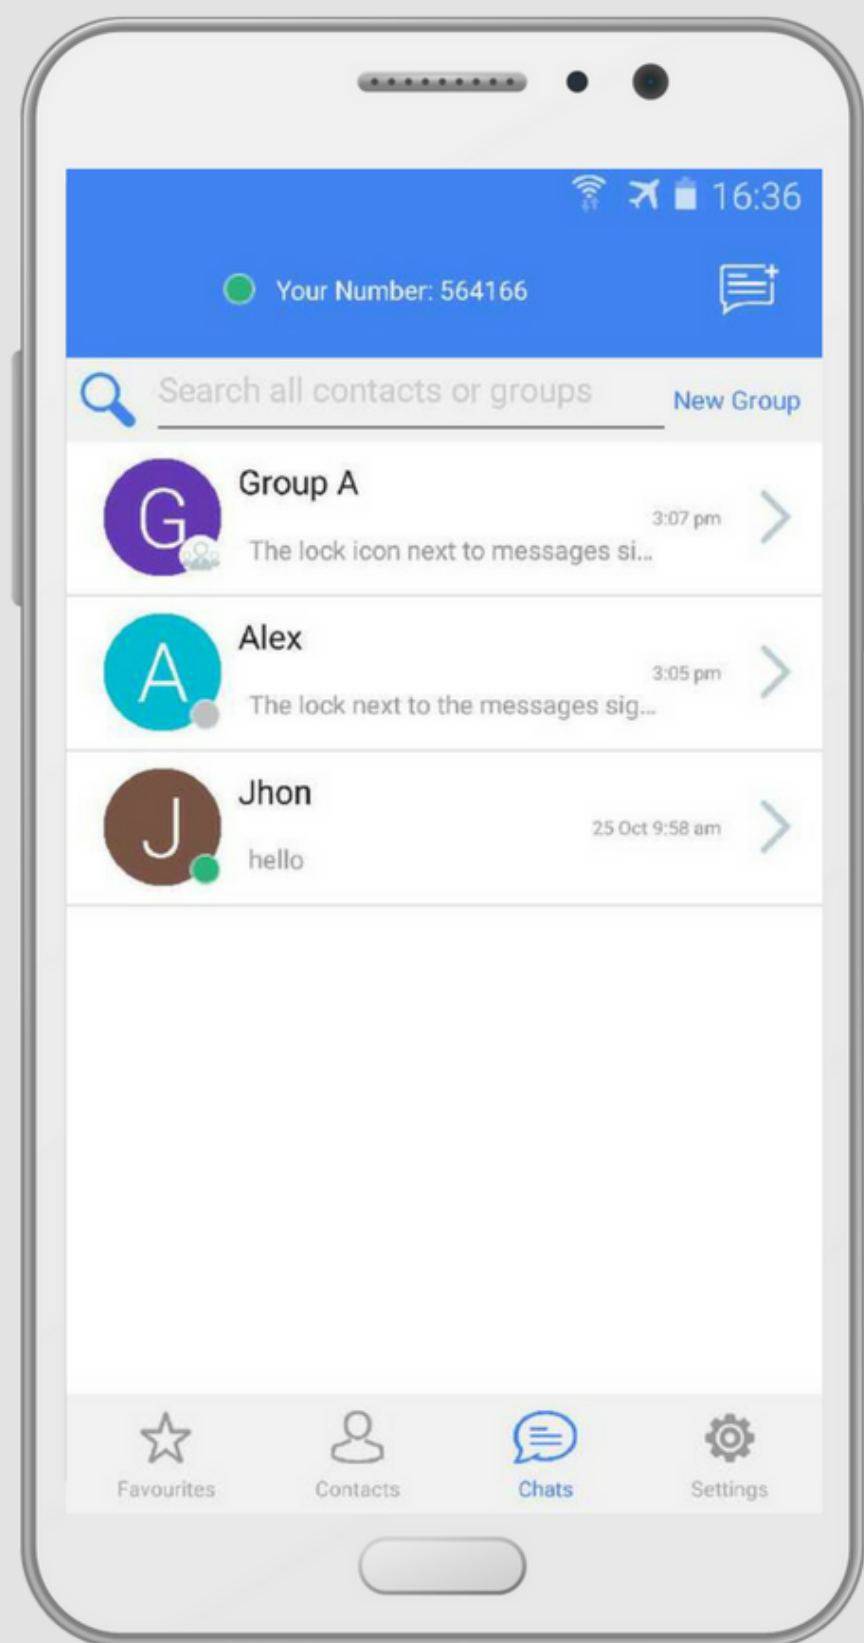 16:36
Your Number: 564166
Search all contacts or groups
New Group
G
Group A
3:07 pm
The lock icon next to messages si...
A
Alex
3:05 pm
The lock next to the messages sig...
J
Jhon
25 Oct 9:58 am
hello
Favourites
Contacts
Chats
Settings